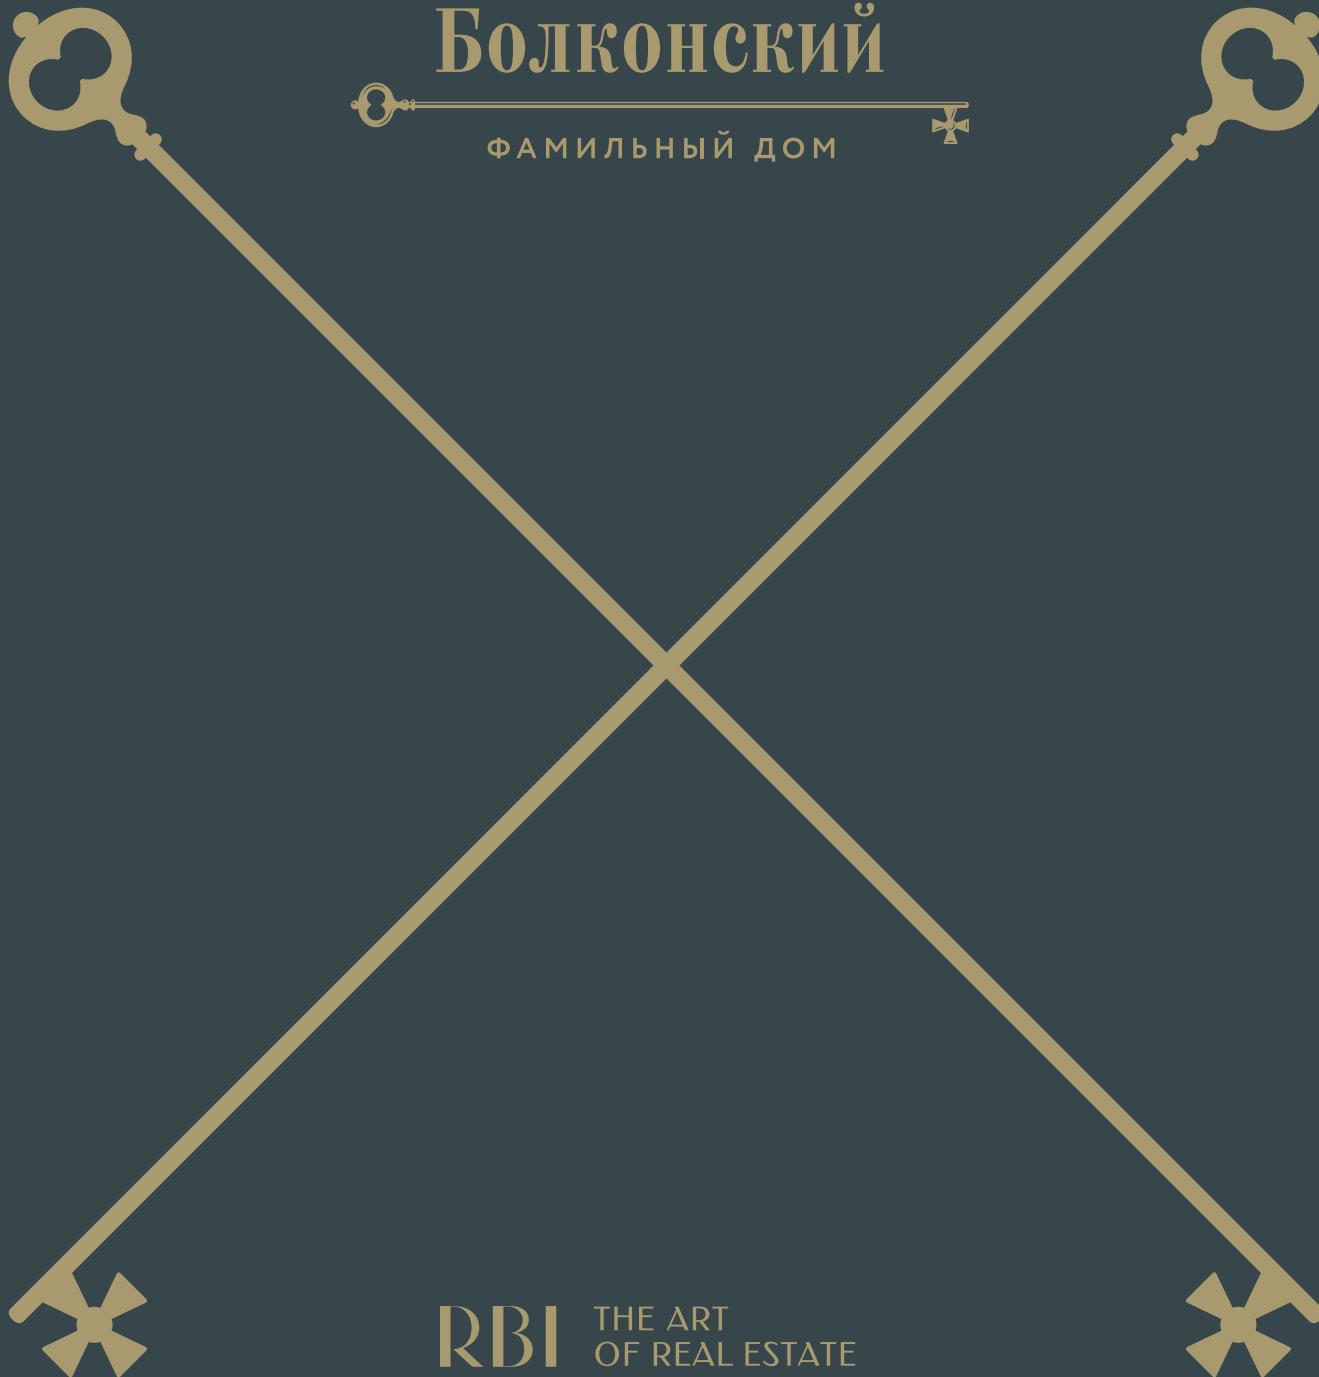 Болконский
ФАМИЛЬНЫЙ ДОМ
RBI THE ART
OF REAL ESTATE